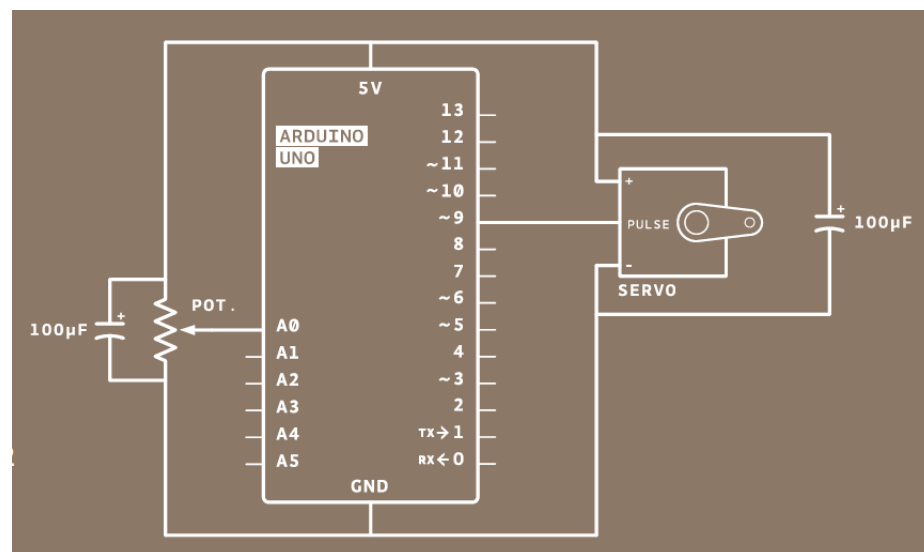 5V
ARDUINO
UNO
13
12
~11
~10
~9
8
7
~6
~5
4
~3
2
TX→1
RX←0
A0
A1
A2
A3
A4
A5
GND
POT.
100µF
+
+
PULSE
-
SERVO
+
100µF